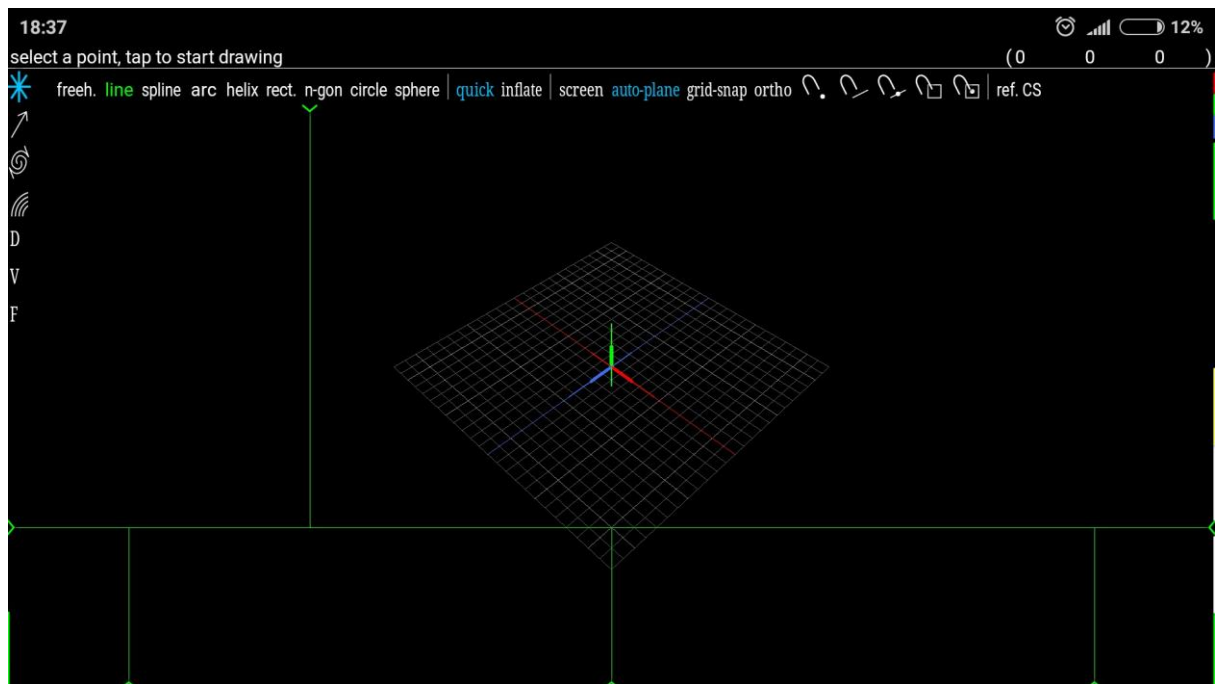 18:37 12%
select a point, tap to start drawing (0 0 0 )
freeh. line spline arc helix rect. n-gon circle sphere quick inflate screen auto-plane grid-snap ortho ref. CS
D
V
F